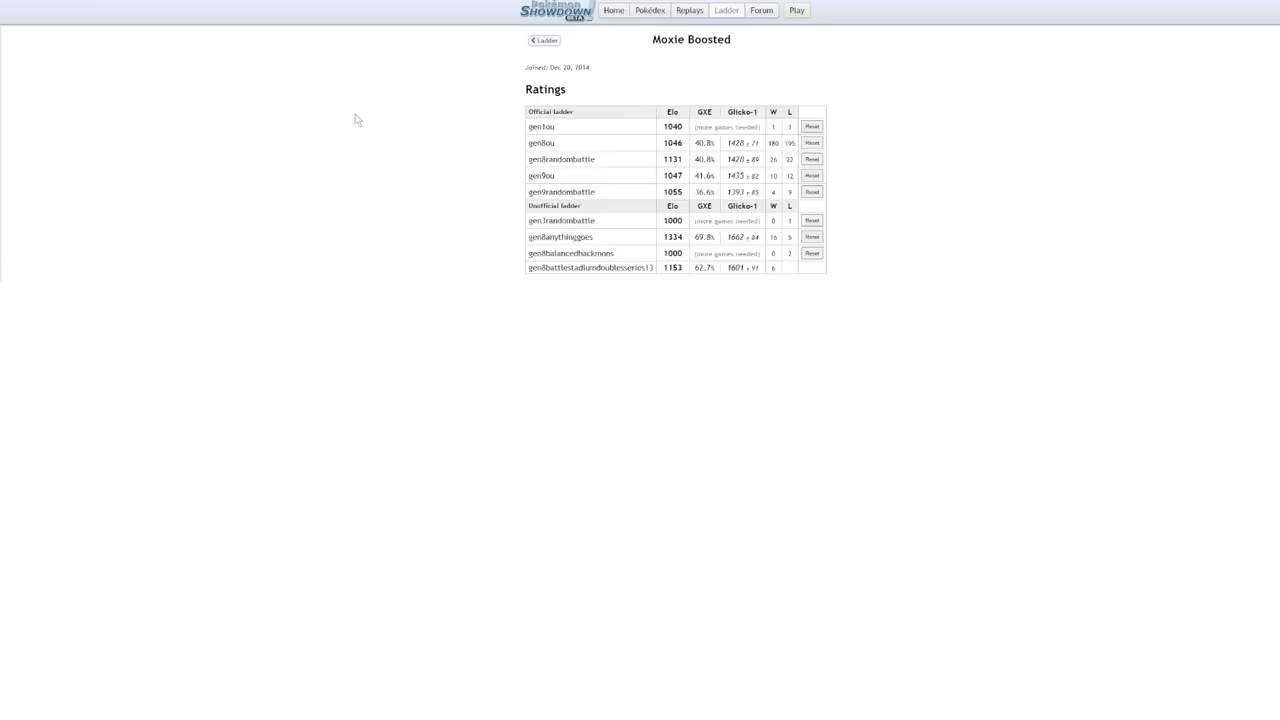 Pokémon
SHOWDOWN
BETA
Home Pokédex Replays Ladder Forum Play
Ladder
Moxie Boosted
Joined: Dec 20, 2014
Ratings
Official ladder Elo GXE Glicko-1 W L
gen1ou 1040 (more games needed) 1 1 Reset
gen8ou 1046 40.8% 1428 ± 71 180 195 Reset
gen8randombattle 1131 40.8% 1428 ± 89 26 22 Reset
gen9ou 1047 41.6% 1435 ± 82 10 12 Reset
gen9randombattle 1055 36.6% 1393 ± 85 4 9 Reset
Unofficial ladder Elo GXE Glicko-1 W L
gen3randombattle 1000 (more games needed) 0 1 Reset
gen8anythinggoes 1334 69.8% 1662 ± 84 16 5 Reset
gen8balancedhackmons 1000 (more games needed) 0 2 Reset
gen8battlestadiumdoublesseries13 1153 62.7% 1601 ± 91 6